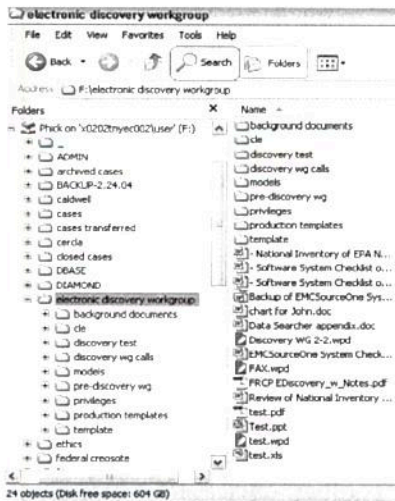 electronic discovery workgroup
File Edit View Favorites Tools Help
Back Search Folders
Address F:\electronic discovery workgroup
Folders X
Phick on 'x0202tnyec002\user' (F:)
_
ADMIN
archived cases
BACKUP-2.24.04
caldwell
cases
cases transferred
cercla
closed cases
DBASE
DIAMOND
electronic discovery workgroup
background documents
cle
discovery test
discovery wg calls
models
pre-discovery wg
privileges
production templates
template
ethics
federal creosote
Name
background documents
cle
discovery test
discovery wg calls
models
pre-discovery wg
privileges
production templates
template
- National Inventory of EPA N...
- Software System Checklist o...
- Software System Checklist o...
Backup of EMCSourceOne Sys...
chart for John.doc
Data Searcher appendix.doc
Discovery WG 2-2.wpd
EMCSourceOne System Check...
FAX.wpd
FRCP EDiscovery_w_Notes.pdf
Review of National Inventory ...
test.pdf
Test.ppt
test.wpd
test.xls
24 objects (Disk free space: 604 GB)